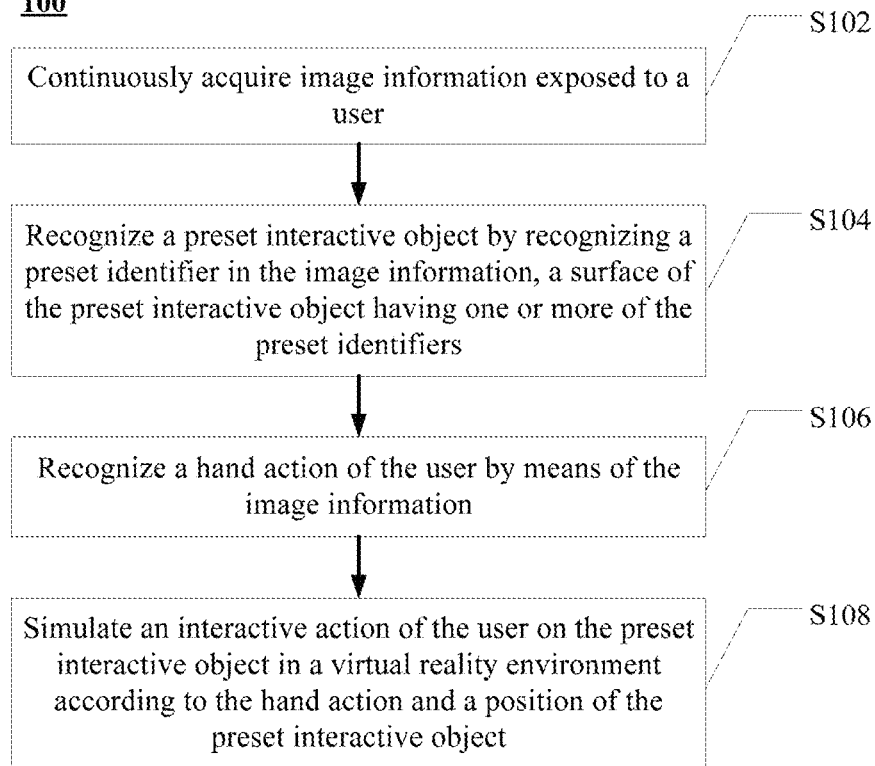 100
S102
Continuously acquire image information exposed to a
user
S104
Recognize a preset interactive object by recognizing a
preset identifier in the image information, a surface of
the preset interactive object having one or more of the
preset identifiers
S106
Recognize a hand action of the user by means of the
image information
S108
Simulate an interactive action of the user on the preset
interactive object in a virtual reality environment
according to the hand action and a position of the
preset interactive object